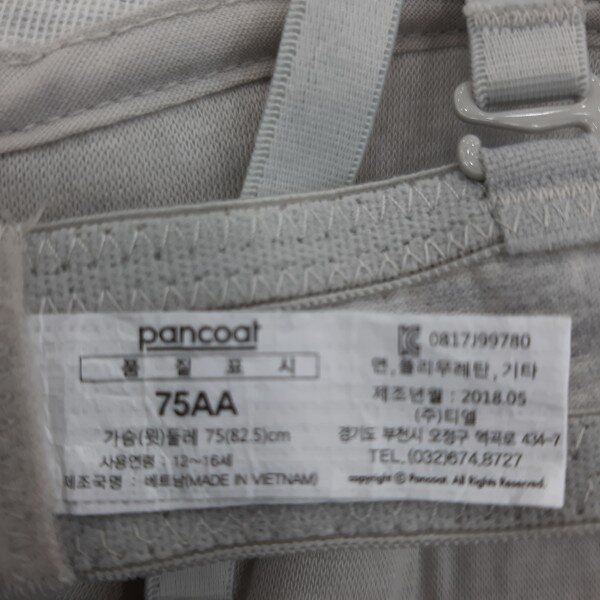 pancoat
품 질 표 시
75AA
가슴(윗)둘레 75(82.5)cm
사용연령 : 12~16세
제조국명 : 베트남(MADE IN VIETNAM)
0817J99780
면,폴리우레탄,기타
제조년월 : 2018.05
(주)티엘
경기도 부천시 오정구 역곡로 434-7
TEL.(032)674.8727
copyright ⓒ Pancoat. All Rights Reserved.